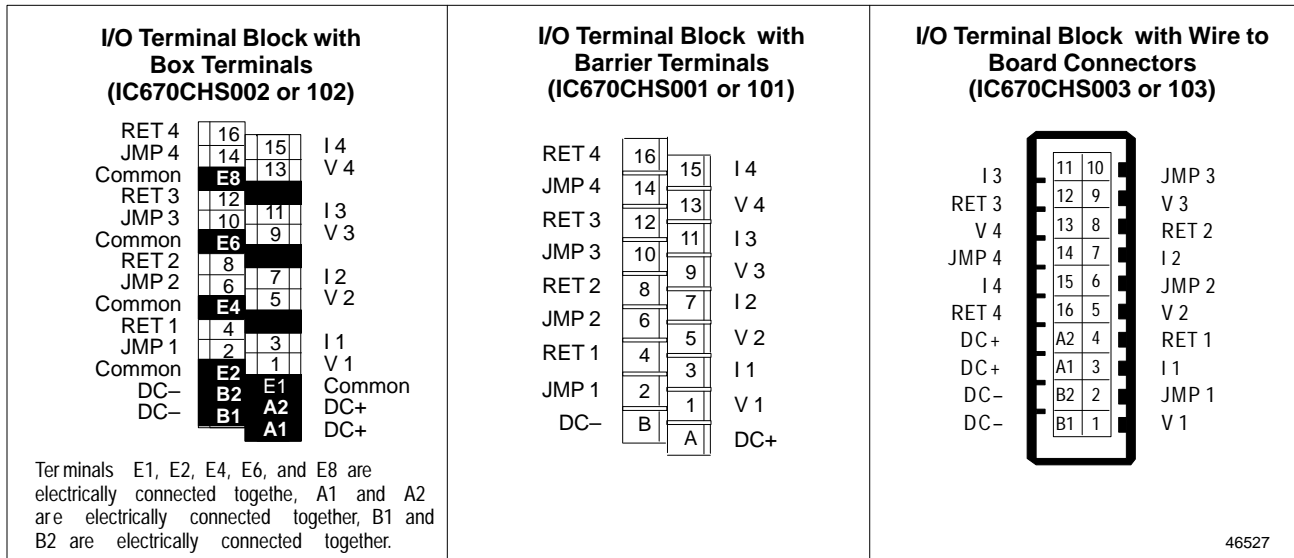 I/O Terminal Block with
Box Terminals
(IC670CHS002 or 102)
RET 4 16 15 I 4
JMP 4 14 13 V 4
Common E8
RET 3 12 11 I 3
JMP 3 10 9 V 3
Common E6
RET 2 8 7 I 2
JMP 2 6 5 V 2
Common E4
RET 1 4 3 I 1
JMP 1 2 1 V 1
Common E2 E1 Common
DC– B2 A2 DC+
DC– B1 A1 DC+
Ter minals E1, E2, E4, E6, and E8 are
electrically connected togethe, A1 and A2
are electrically connected together, B1 and
B2 are electrically connected together.
I/O Terminal Block with
Barrier Terminals
(IC670CHS001 or 101)
RET 4 16 15 I 4
JMP 4 14 13 V 4
RET 3 12 11 I 3
JMP 3 10 9 V 3
RET 2 8 7 I 2
JMP 2 6 5 V 2
RET 1 4 3 I 1
JMP 1 2 1 V 1
DC– B A DC+
I/O Terminal Block with Wire to
Board Connectors
(IC670CHS003 or 103)
I 3 11 10 JMP 3
RET 3 12 9 V 3
V 4 13 8 RET 2
JMP 4 14 7 I 2
I 4 15 6 JMP 2
RET 4 16 5 V 2
DC+ A2 4 RET 1
DC+ A1 3 I 1
DC– B2 2 JMP 1
DC– B1 1 V 1
46527